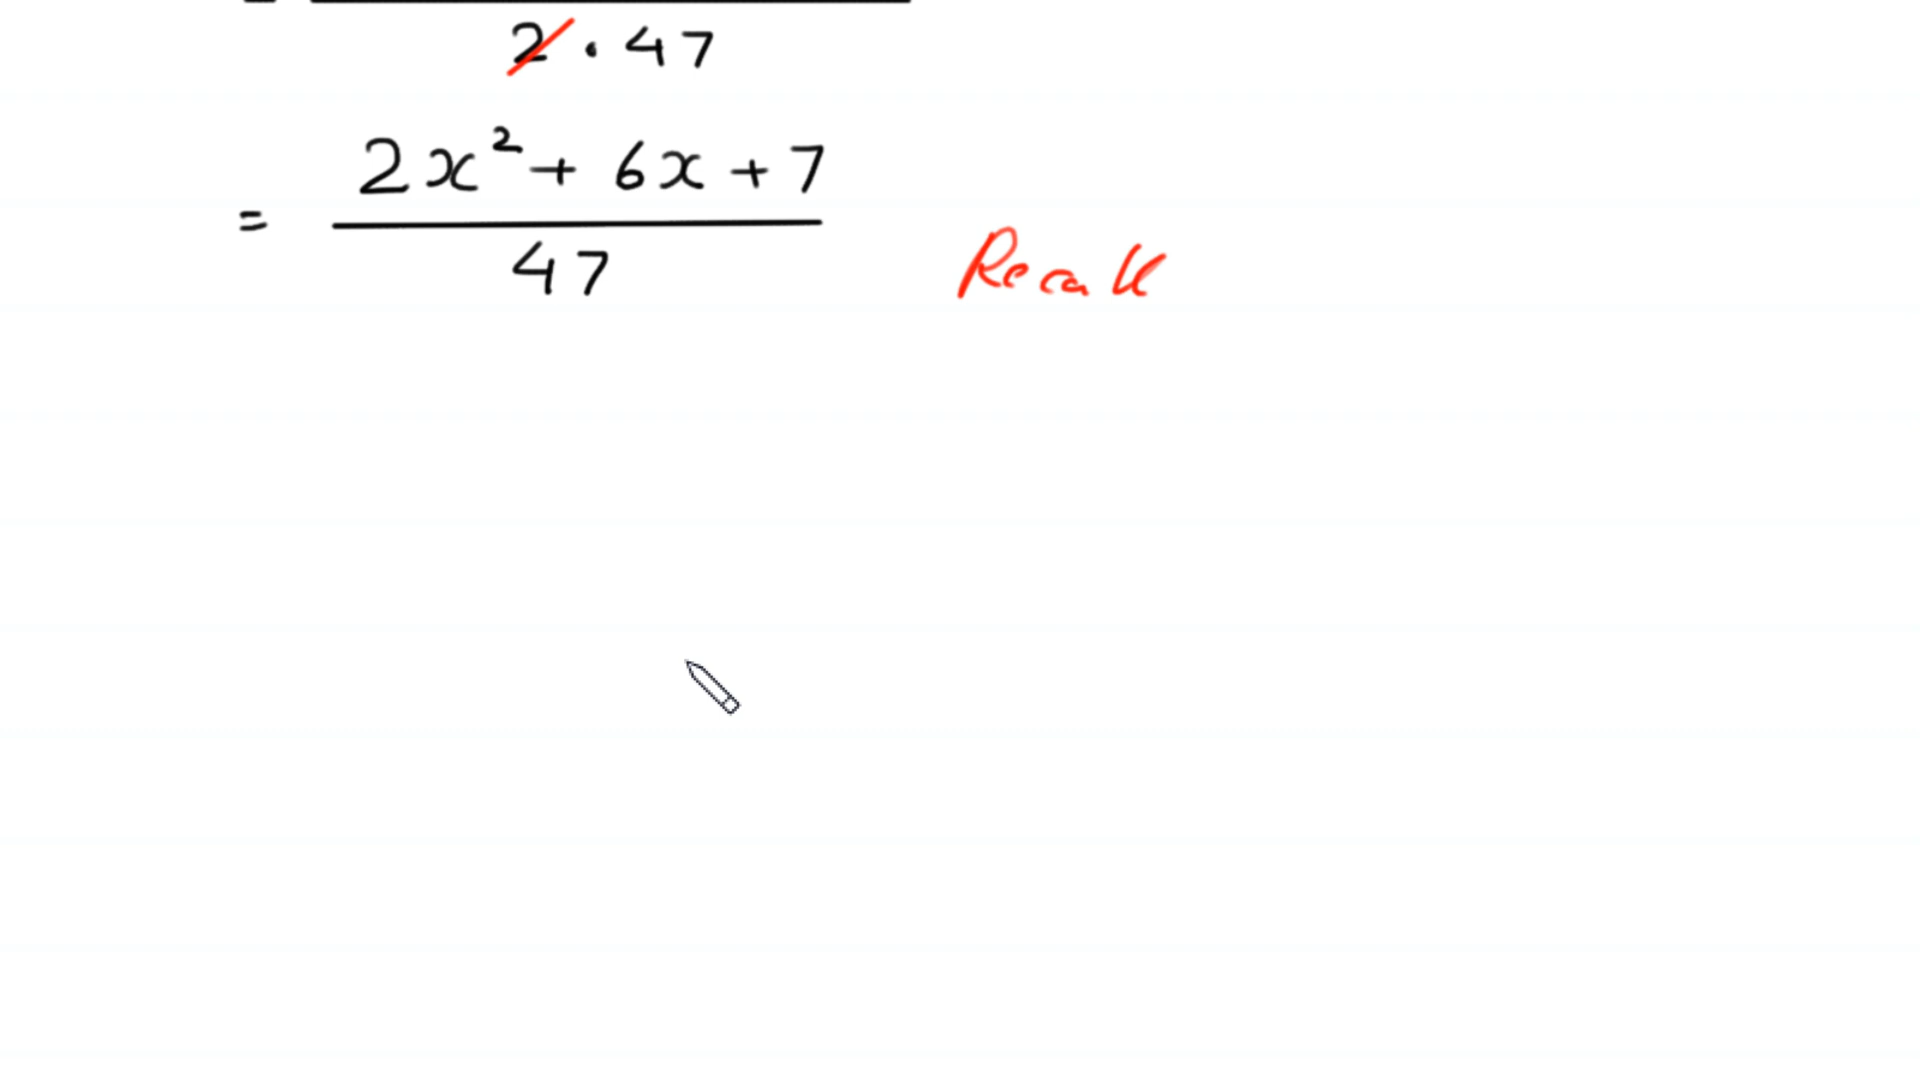 2 · 47
2x² + 6x + 7
= 47
Recall